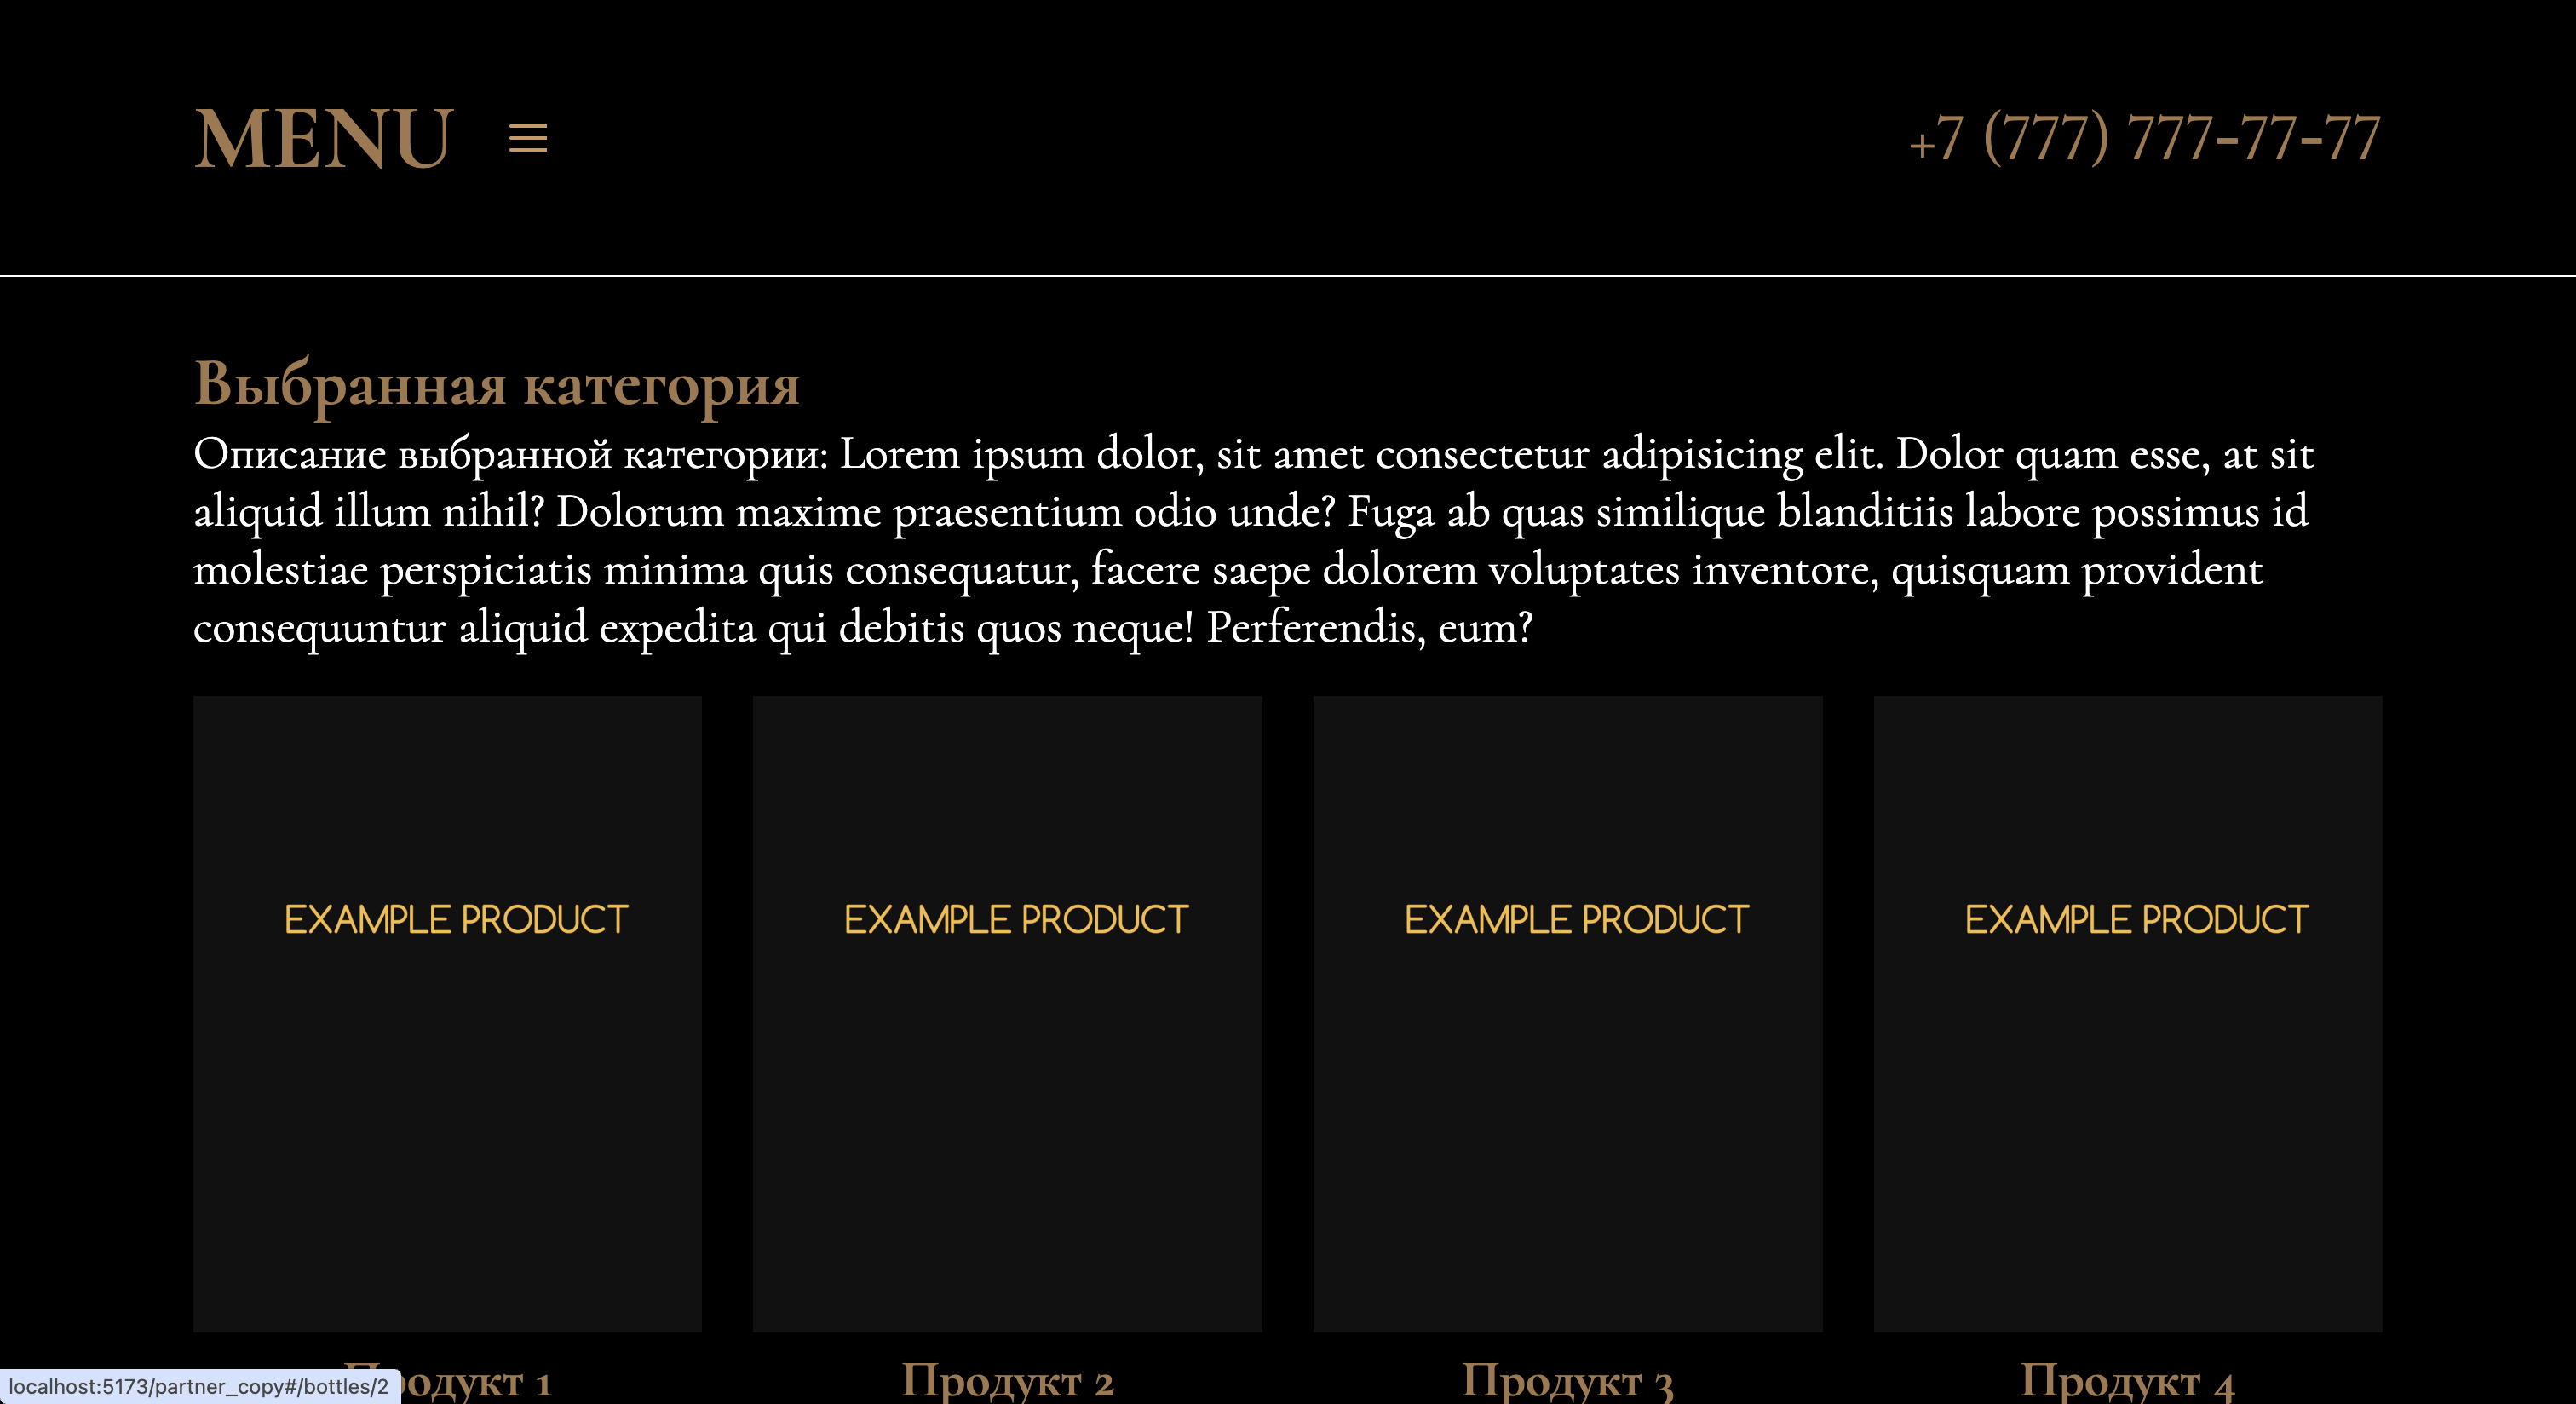 MENU
+7 (777) 777-77-77
Выбранная категория
Описание выбранной категории: Lorem ipsum dolor, sit amet consectetur adipisicing elit. Dolor quam esse, at sit
aliquid illum nihil? Dolorum maxime praesentium odio unde? Fuga ab quas similique blanditiis labore possimus id
molestiae perspiciatis minima quis consequatur, facere saepe dolorem voluptates inventore, quisquam provident
consequuntur aliquid expedita qui debitis quos neque! Perferendis, eum?
EXAMPLE PRODUCT
EXAMPLE PRODUCT
EXAMPLE PRODUCT
EXAMPLE PRODUCT
Продукт 1
Продукт 2
Продукт 3
Продукт 4
localhost:5173/partner_copy#/bottles/2